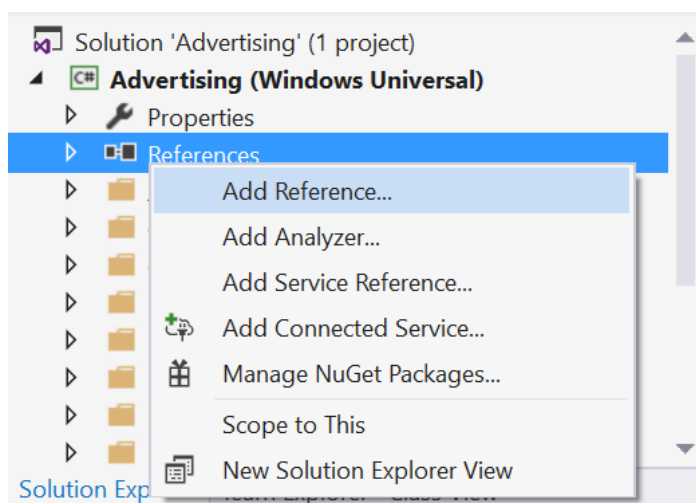 Solution 'Advertising' (1 project)
C# Advertising (Windows Universal)
Properties
References
Add Reference...
Add Analyzer...
Add Service Reference...
Add Connected Service...
Manage NuGet Packages...
Scope to This
New Solution Explorer View
Solution Exp